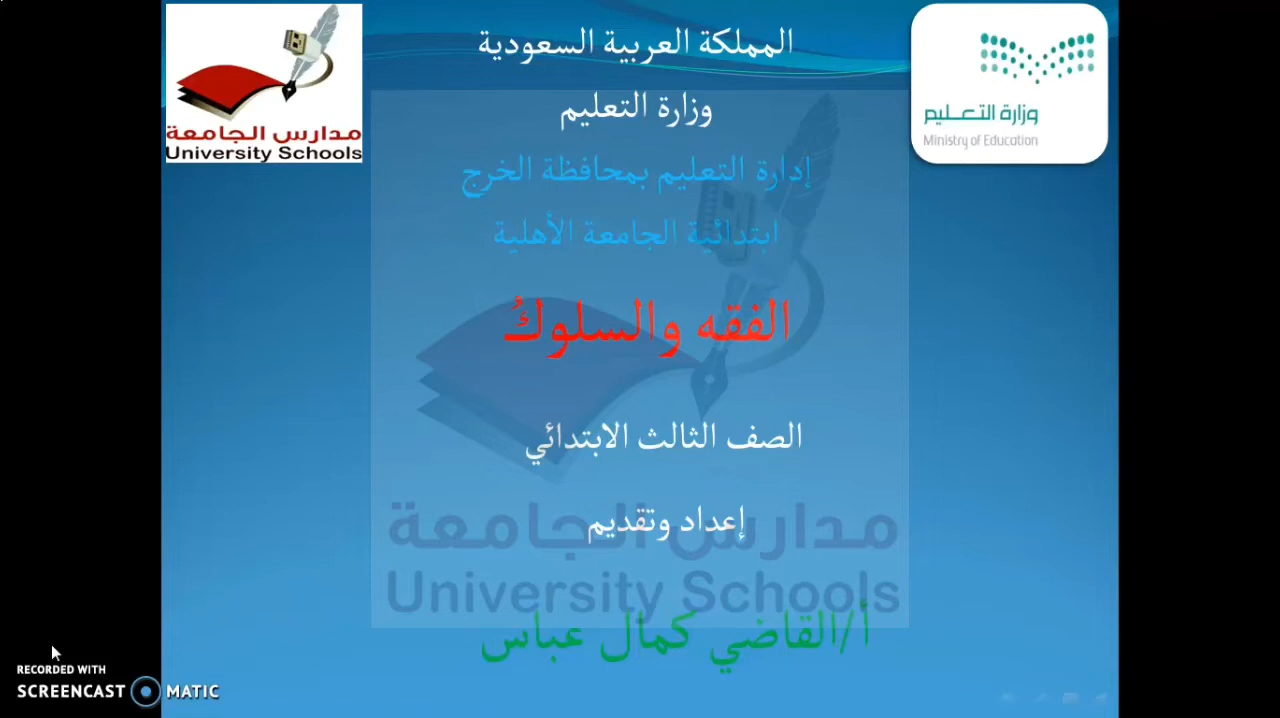 المملكة العربية السعودية
وزارة التعليم
إدارة التعليم بمحافظة الخرج
ابتدائية الجامعة الأهلية
الفقه والسلوكُ
الصف الثالث الابتدائي
إعداد وتقديم
أ/القاضي كمال عباس
مدارس الجامعة
University Schools
وزارة التعليم
Ministry of Education
مدارس الجامعة
University Schools
RECORDED WITH
SCREENCAST MATIC